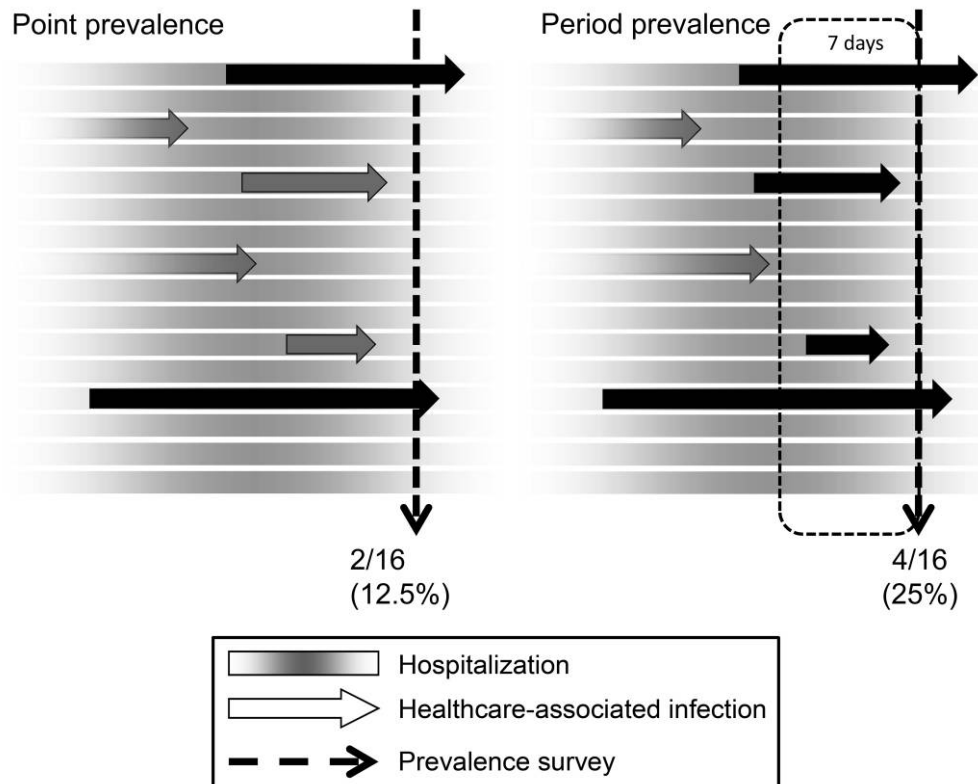 Point prevalence
Period prevalence
7 days
2/16
(12.5%)
4/16
(25%)
Hospitalization
Healthcare-associated infection
Prevalence survey